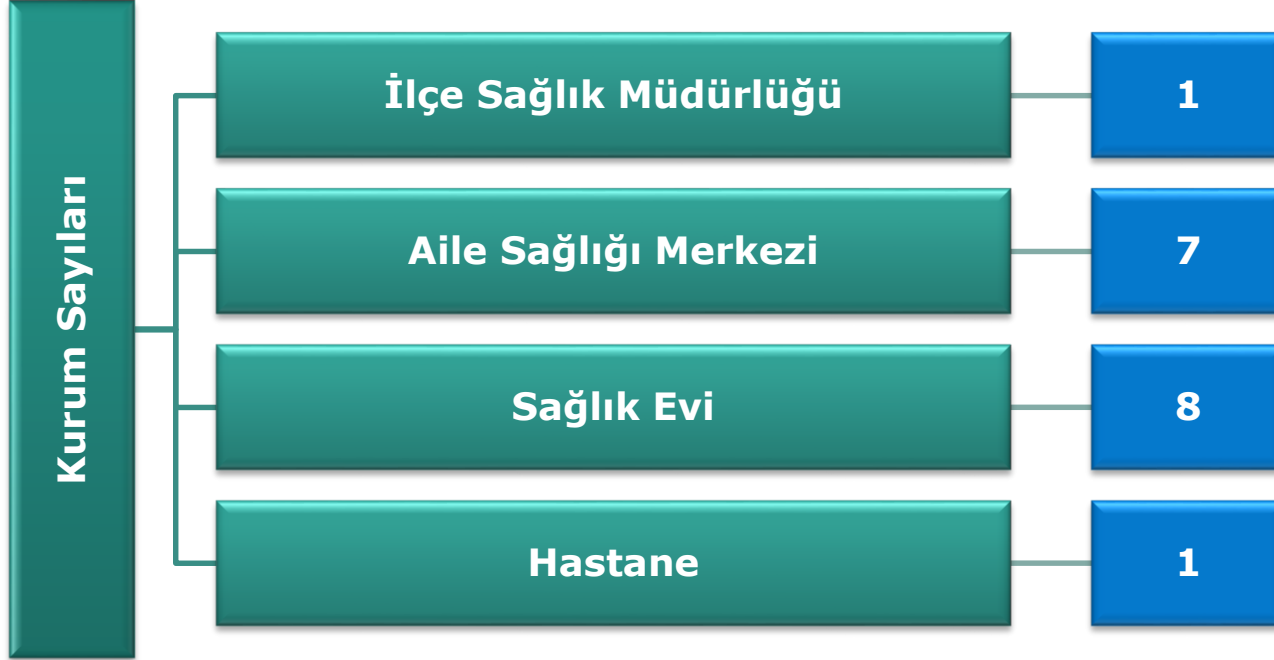 Kurum Sayıları
İlçe Sağlık Müdürlüğü
1
Aile Sağlığı Merkezi
7
Sağlık Evi
8
Hastane
1